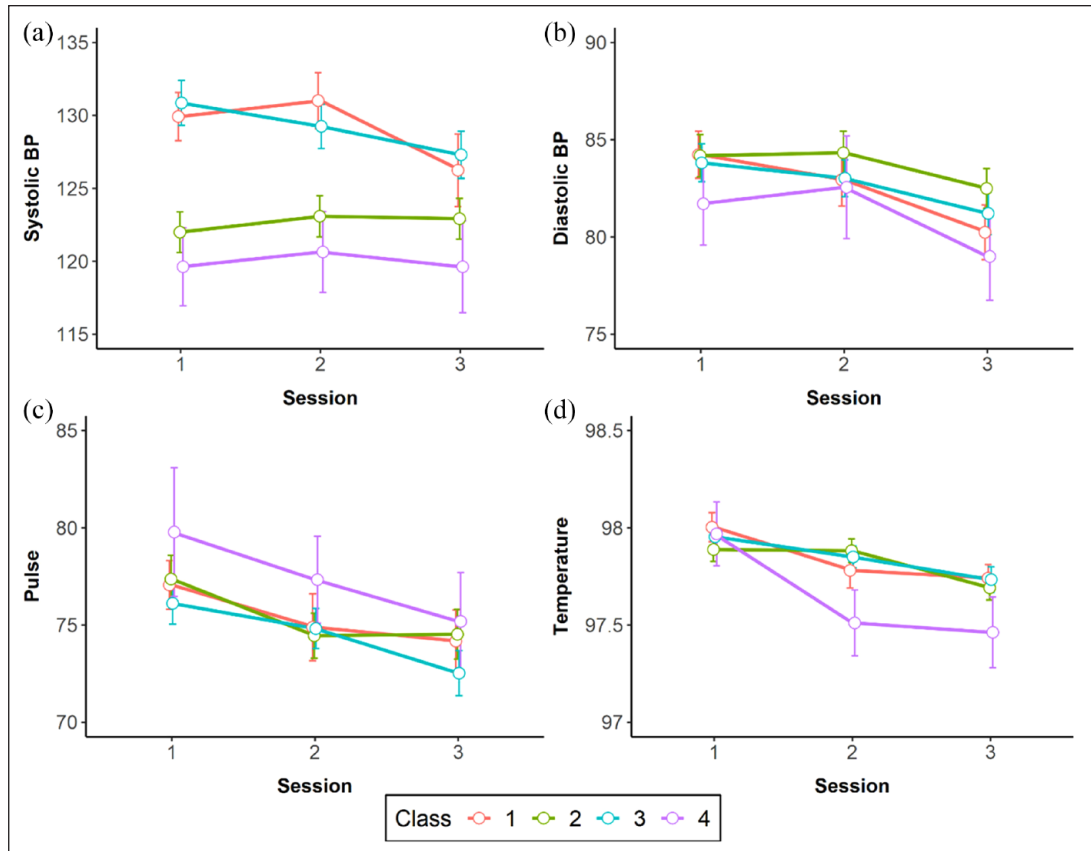 (a)
135
130
125
120
115
Systolic BP
1 2 3
Session
(b)
90
85
80
75
Diastolic BP
1 2 3
Session
(c)
85
80
75
70
Pulse
1 2 3
Session
(d)
98.5
98
97.5
97
Temperature
1 2 3
Session
Class 1 2 3 4